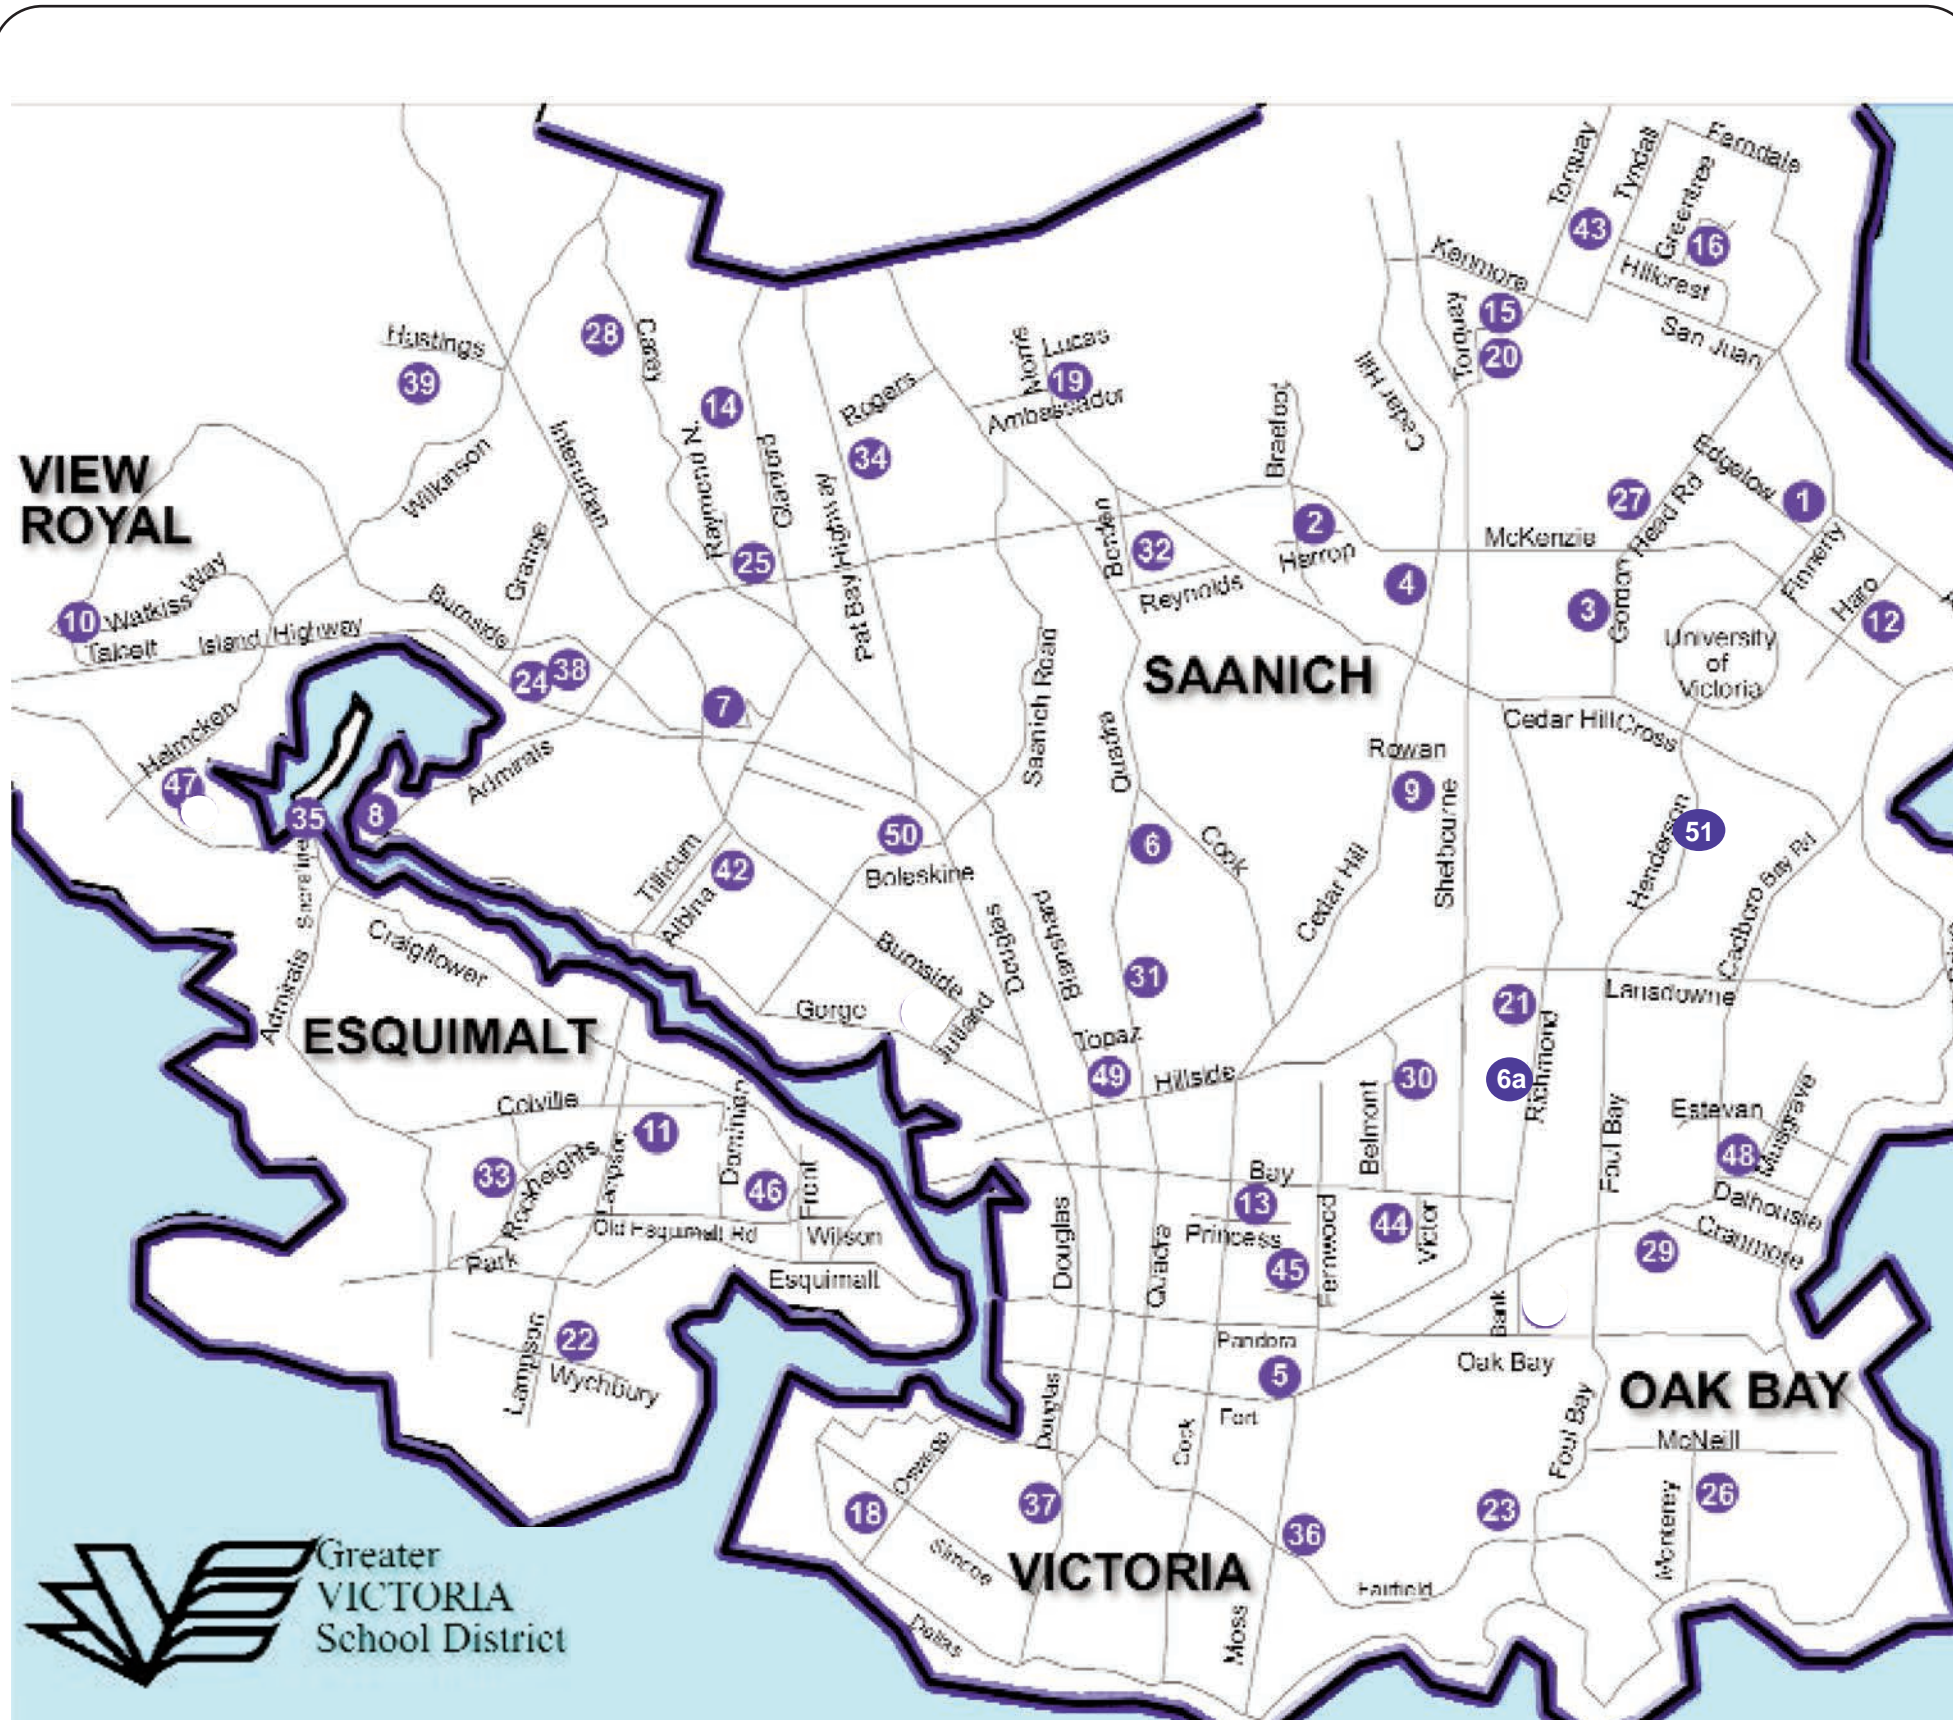 Torquay
Tyndall
Ferndale
Greentree
43
16
Kenmore
Hillcrest
15
San Juan
Torquay
20
Hastings
39
28
Carey
14
Raymond N.
Glanford
Rogers
34
Morris
Lucas
19
Ambassador
Braefoot
Cedar Hill
Edgelow
1
27
Gordon Head Rd
VIEW
ROYAL
Wilkinson
Interurban
Grange
25
Pat Bay Highway
Borden
32
Reynolds
2
Harrop
McKenzie
4
3
Finnerty
Haro
12
University
of
Victoria
10
Watkiss Way
Talcott
Island Highway
Burnside
24
38
7
Saanich Road
SAANICH
Quadra
Cedar Hill Cross
Rowan
9
Helmcken
47
35
8
Admirals
Tillicum
42
Albina
50
Boleskine
6
Cook
Cedar Hill
Shelbourne
Henderson
51
Cadboro Bay Rd
Craigflower
Admirals
Burnside
Douglas
Blanshard
31
Lansdowne
21
ESQUIMALT
Gorge
Jutland
Topaz
49
Hillside
30
6a
Richmond
Belmont
Foul Bay
Estevan
Musgrave
48
Dalhousie
Cranmore
29
Colville
11
Dominion
33
Rockheights
Lampson
46
Front
Old Esquimalt Rd
Wilson
Park
Esquimalt
Bay
13
Princess
45
Fernwood
44
Victor
Douglas
Quadra
Bank
Pandora
5
Oak Bay
OAK BAY
22
Lampson
Wychbury
Douglas
Fort
Cook
Foul Bay
McNeill
Oswego
18
37
36
23
26
Monterey
Simcoe
VICTORIA
Fairfield
Dallas
Moss
Greater
VICTORIA
School District